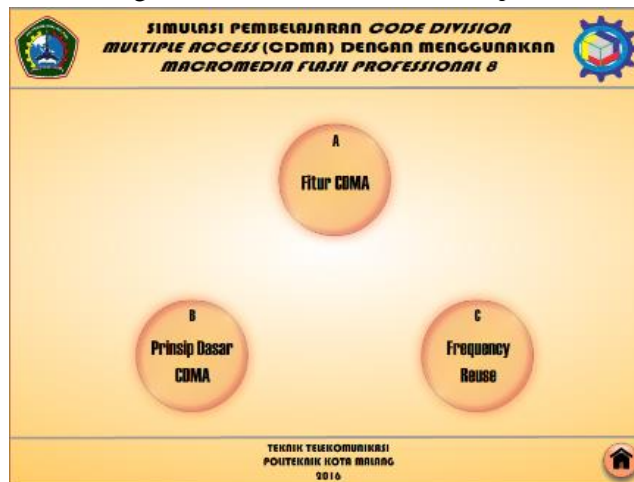 SIMULASI PEMBELAJARAN CODE DIVISION
MULTIPLE ACCESS (CDMA) DENGAN MENGGUNAKAN
MACROMEDIA FLASH PROFESSIONAL 8
A
Fitur CDMA
B
Prinsip Dasar
CDMA
C
Frequency
Reuse
TEKNIK TELEKOMUNIKASI
POLITEKNIK KOTA MALANG
2016